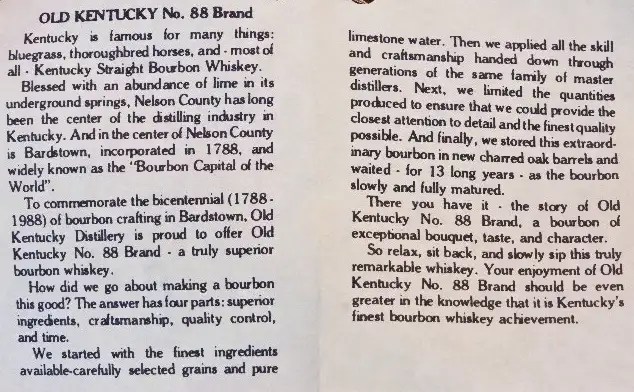 OLD KENTUCKY No. 88 Brand
Kentucky is famous for many things:
bluegrass, thoroughbred horses, and - most of
all - Kentucky Straight Bourbon Whiskey.
Blessed with an abundance of lime in its
underground springs, Nelson County has long
been the center of the distilling industry in
Kentucky. And in the center of Nelson County
is Bardstown, incorporated in 1788, and
widely known as the "Bourbon Capital of the
World".
To commemorate the bicentennial (1788-
1988) of bourbon crafting in Bardstown, Old
Kentucky Distillery is proud to offer Old
Kentucky No. 88 Brand - a truly superior
bourbon whiskey.
How did we go about making a bourbon
this good? The answer has four parts: superior
ingredients, craftsmanship, quality control,
and time.
We started with the finest ingredients
available-carefully selected grains and pure
limestone water. Then we applied all the skill
and craftsmanship handed down through
generations of the same family of master
distillers. Next, we limited the quantities
produced to ensure that we could provide the
closest attention to detail and the finest quality
possible. And finally, we stored this extraord-
inary bourbon in new charred oak barrels and
waited - for 13 long years - as the bourbon
slowly and fully matured.
There you have it - the story of Old
Kentucky No. 88 Brand, a bourbon of
exceptional bouquet, taste, and character.
So relax, sit back, and slowly sip this truly
remarkable whiskey. Your enjoyment of Old
Kentucky No. 88 Brand should be even
greater in the knowledge that it is Kentucky's
finest bourbon whiskey achievement.